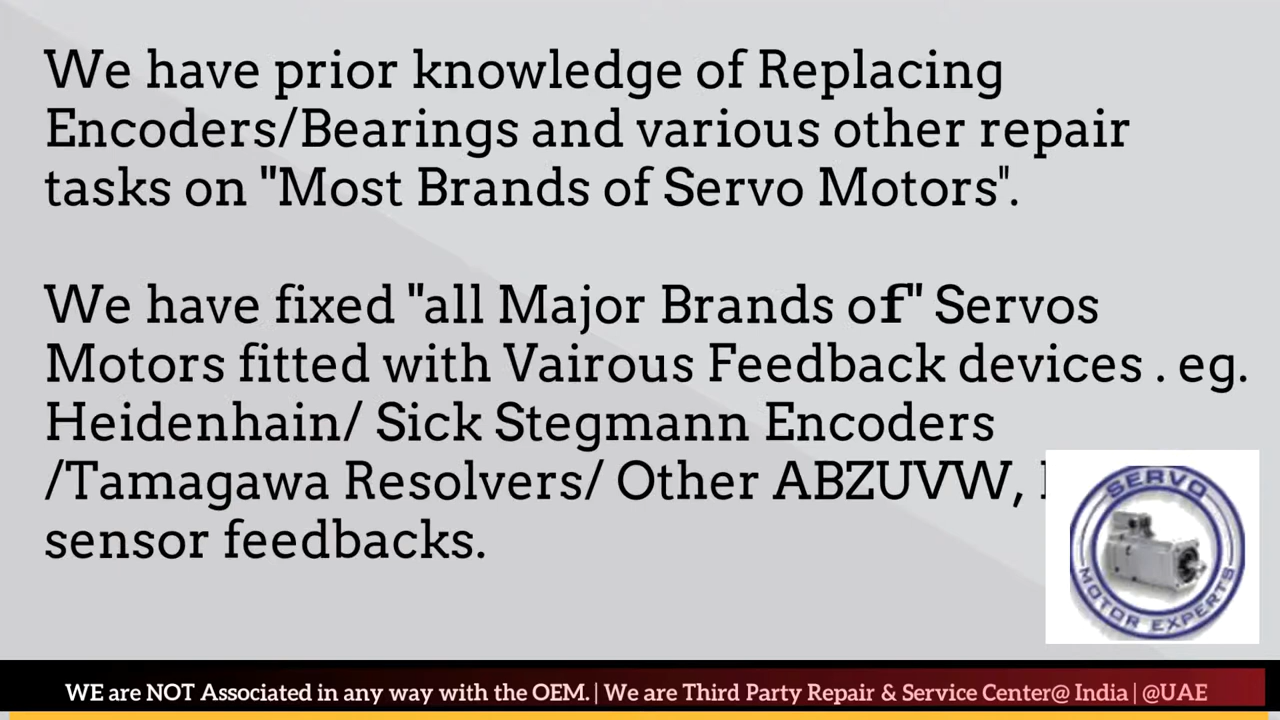 We have prior knowledge of Replacing
Encoders/Bearings and various other repair
tasks on "Most Brands of Servo Motors".
We have fixed "all Major Brands of" Servos
Motors fitted with Vairous Feedback devices . eg.
Heidenhain/ Sick Stegmann Encoders
/Tamagawa Resolvers/ Other ABZUVW,
sensor feedbacks.
SERVO
MOTOR EXPERTS
WE are NOT Associated in any way with the OEM. | We are Third Party Repair & Service Center@ India | @UAE